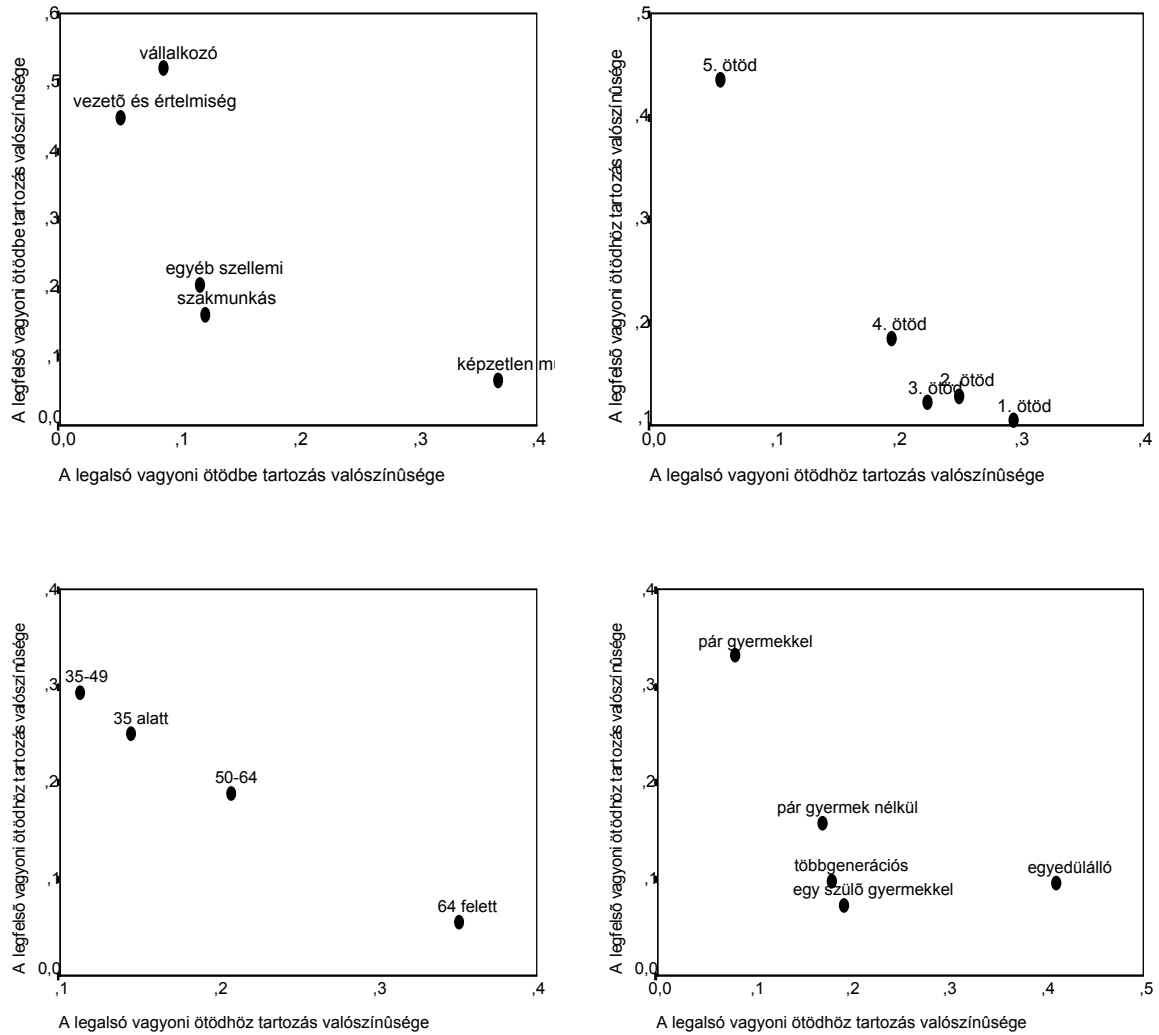 A legfelsõ vagyoni ötödbe tartozás valószínûsége
,6
,5
,4
,3
,2
,1
0,0
vállalkozó
vezetõ és értelmiség
egyéb szellemi
szakmunkás
képzetlen
0,0 ,1 ,2 ,3 ,4
A legalsó vagyoni ötödbe tartozás valószínûsége
A legfelsõ vagyoni ötödhöz tartozás valószínûsége
,5
,4
,3
,2
,1
5. ötöd
4. ötöd
2. ötöd
3. ötöd
1. ötöd
0,0 ,1 ,2 ,3 ,4
A legalsó vagyoni ötödhöz tartozás valószínûsége
A legfelsõ vagyoni ötödhöz tartozás valószínûsége
,4
,3
,2
,1
0,0
35-49
35 alatt
50-64
64 felett
,1 ,2 ,3 ,4
A legalsó vagyoni ötödhöz tartozás valószínûsége
A legfelsõ vagyoni ötödhöz tartozás valószínûsége
,4
,3
,2
,1
0,0
pár gyermekkel
pár gyermek nélkül
többgenerációs
egyedülálló
egy szülõ gyermekkel
0,0 ,1 ,2 ,3 ,4 ,5
A legalsó vagyoni ötödhöz tartozás valószínûsége